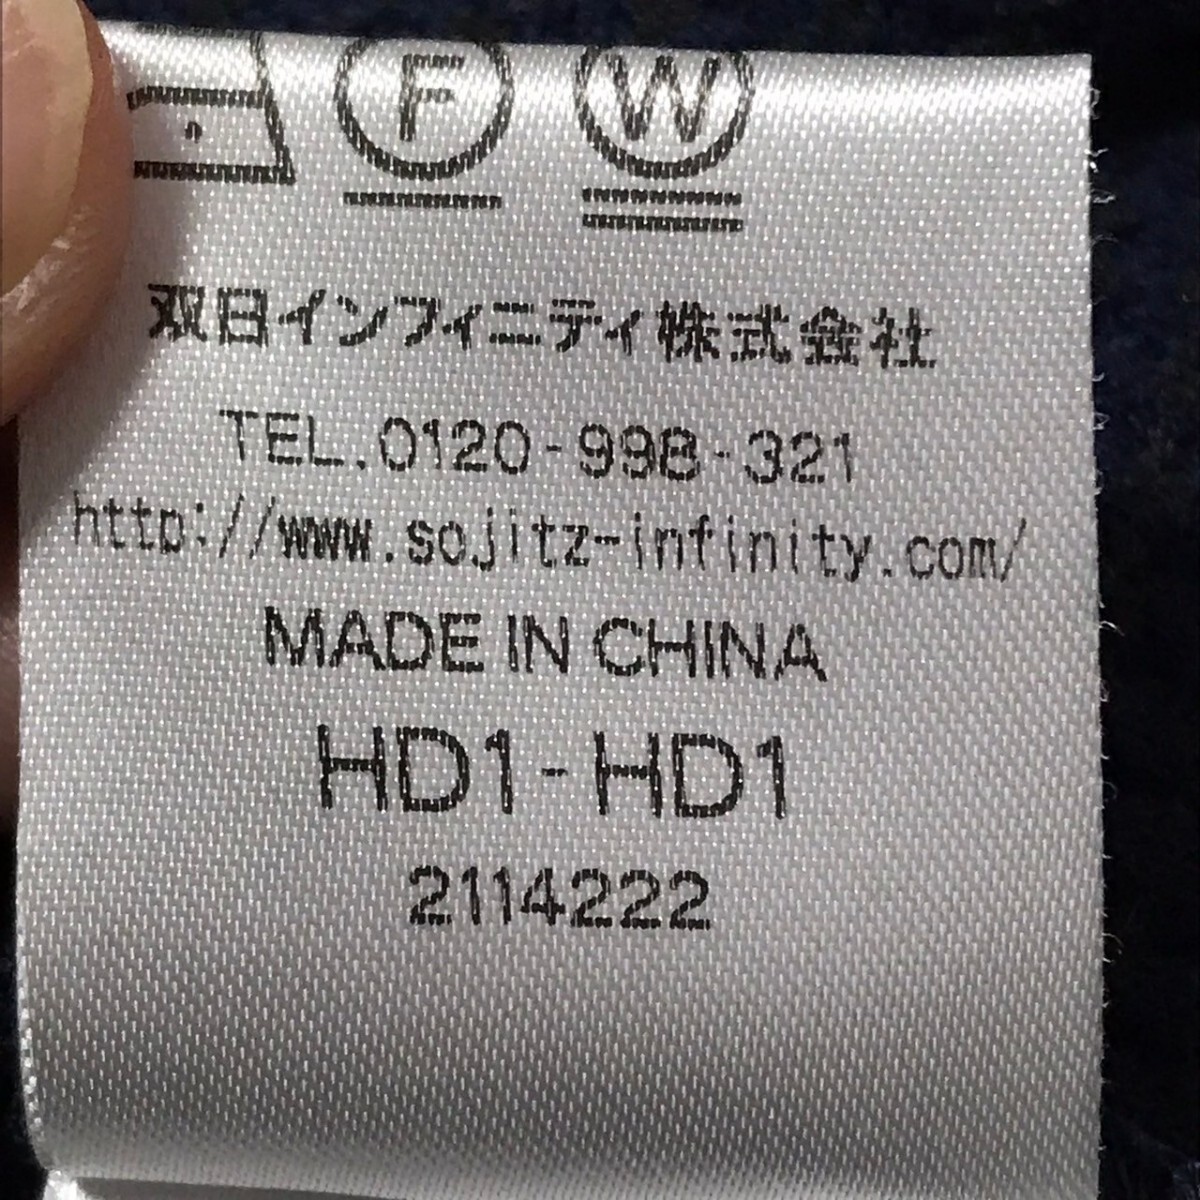 F W
双日インフィニティ株式会社
TEL.0120-998-321
http://www.sojitz-infinity.com/
MADE IN CHINA
HD1-HD1
2114222